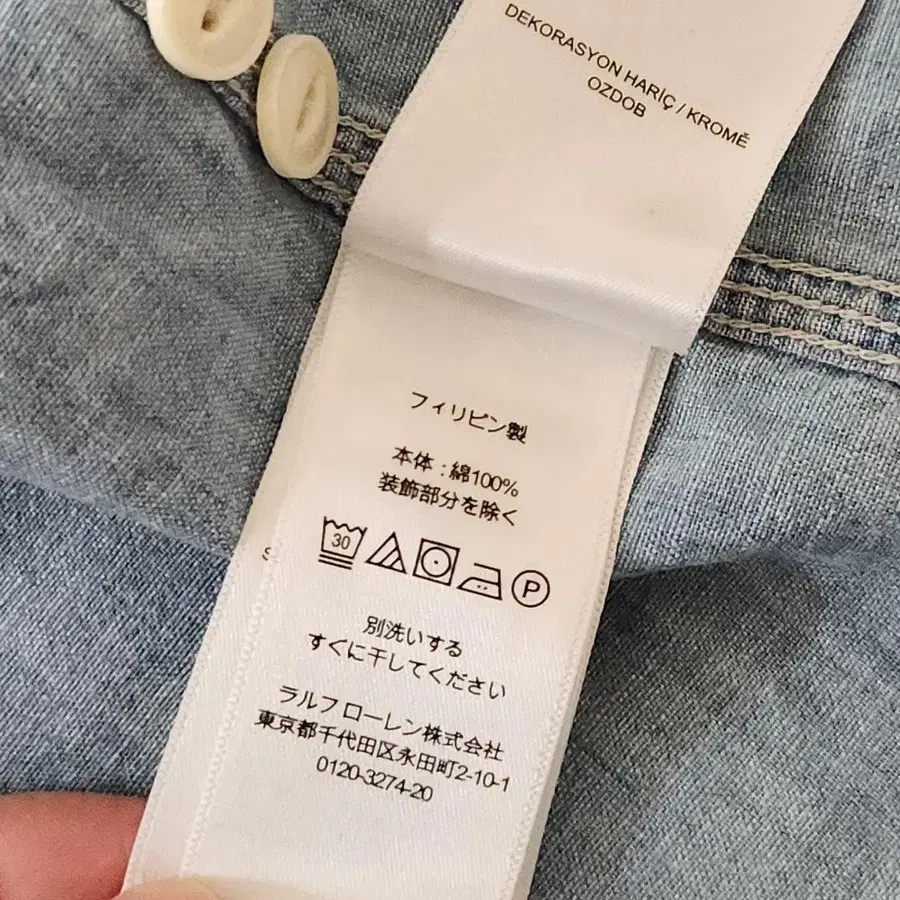 DEKORASYON HARİÇ / KROMĚ
OZDOB
フィリピン製
本体 : 綿100%
装飾部分を除く
30
P
別洗いする
すぐに干してください
ラルフ ローレン株式会社
東京都千代田区永田町2-10-1
0120-3274-20